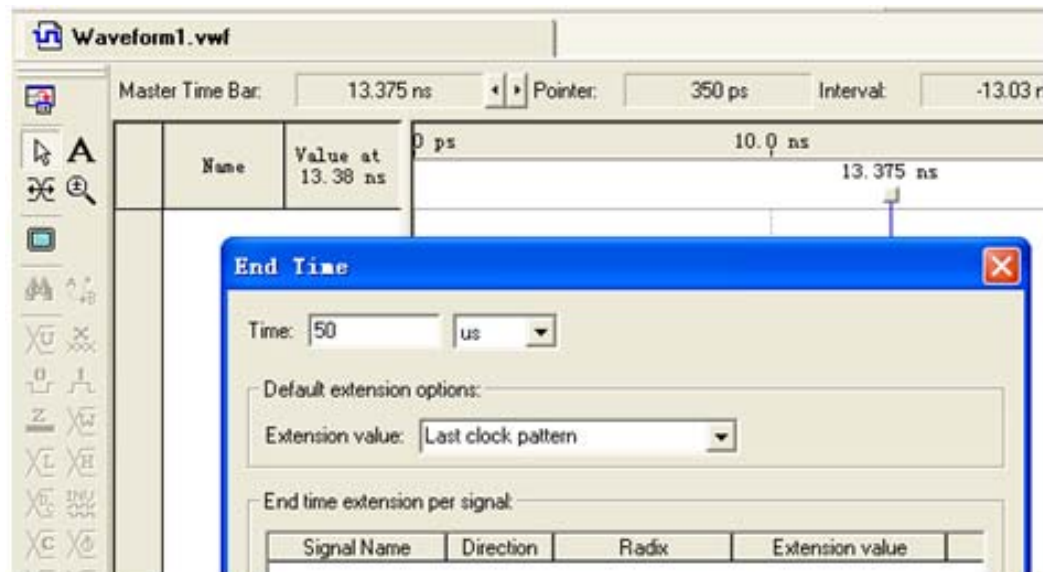 Waveform1.vwf
Master Time Bar: 13.375 ns Pointer: 350 ps Interval: -13.03 n
A
Name Value at 13.38 ns 0 ps 10.0 ns
13.375 ns
End Time
Time: 50 us
Default extension options:
Extension value: Last clock pattern
End time extension per signal:
Signal Name Direction Radix Extension value